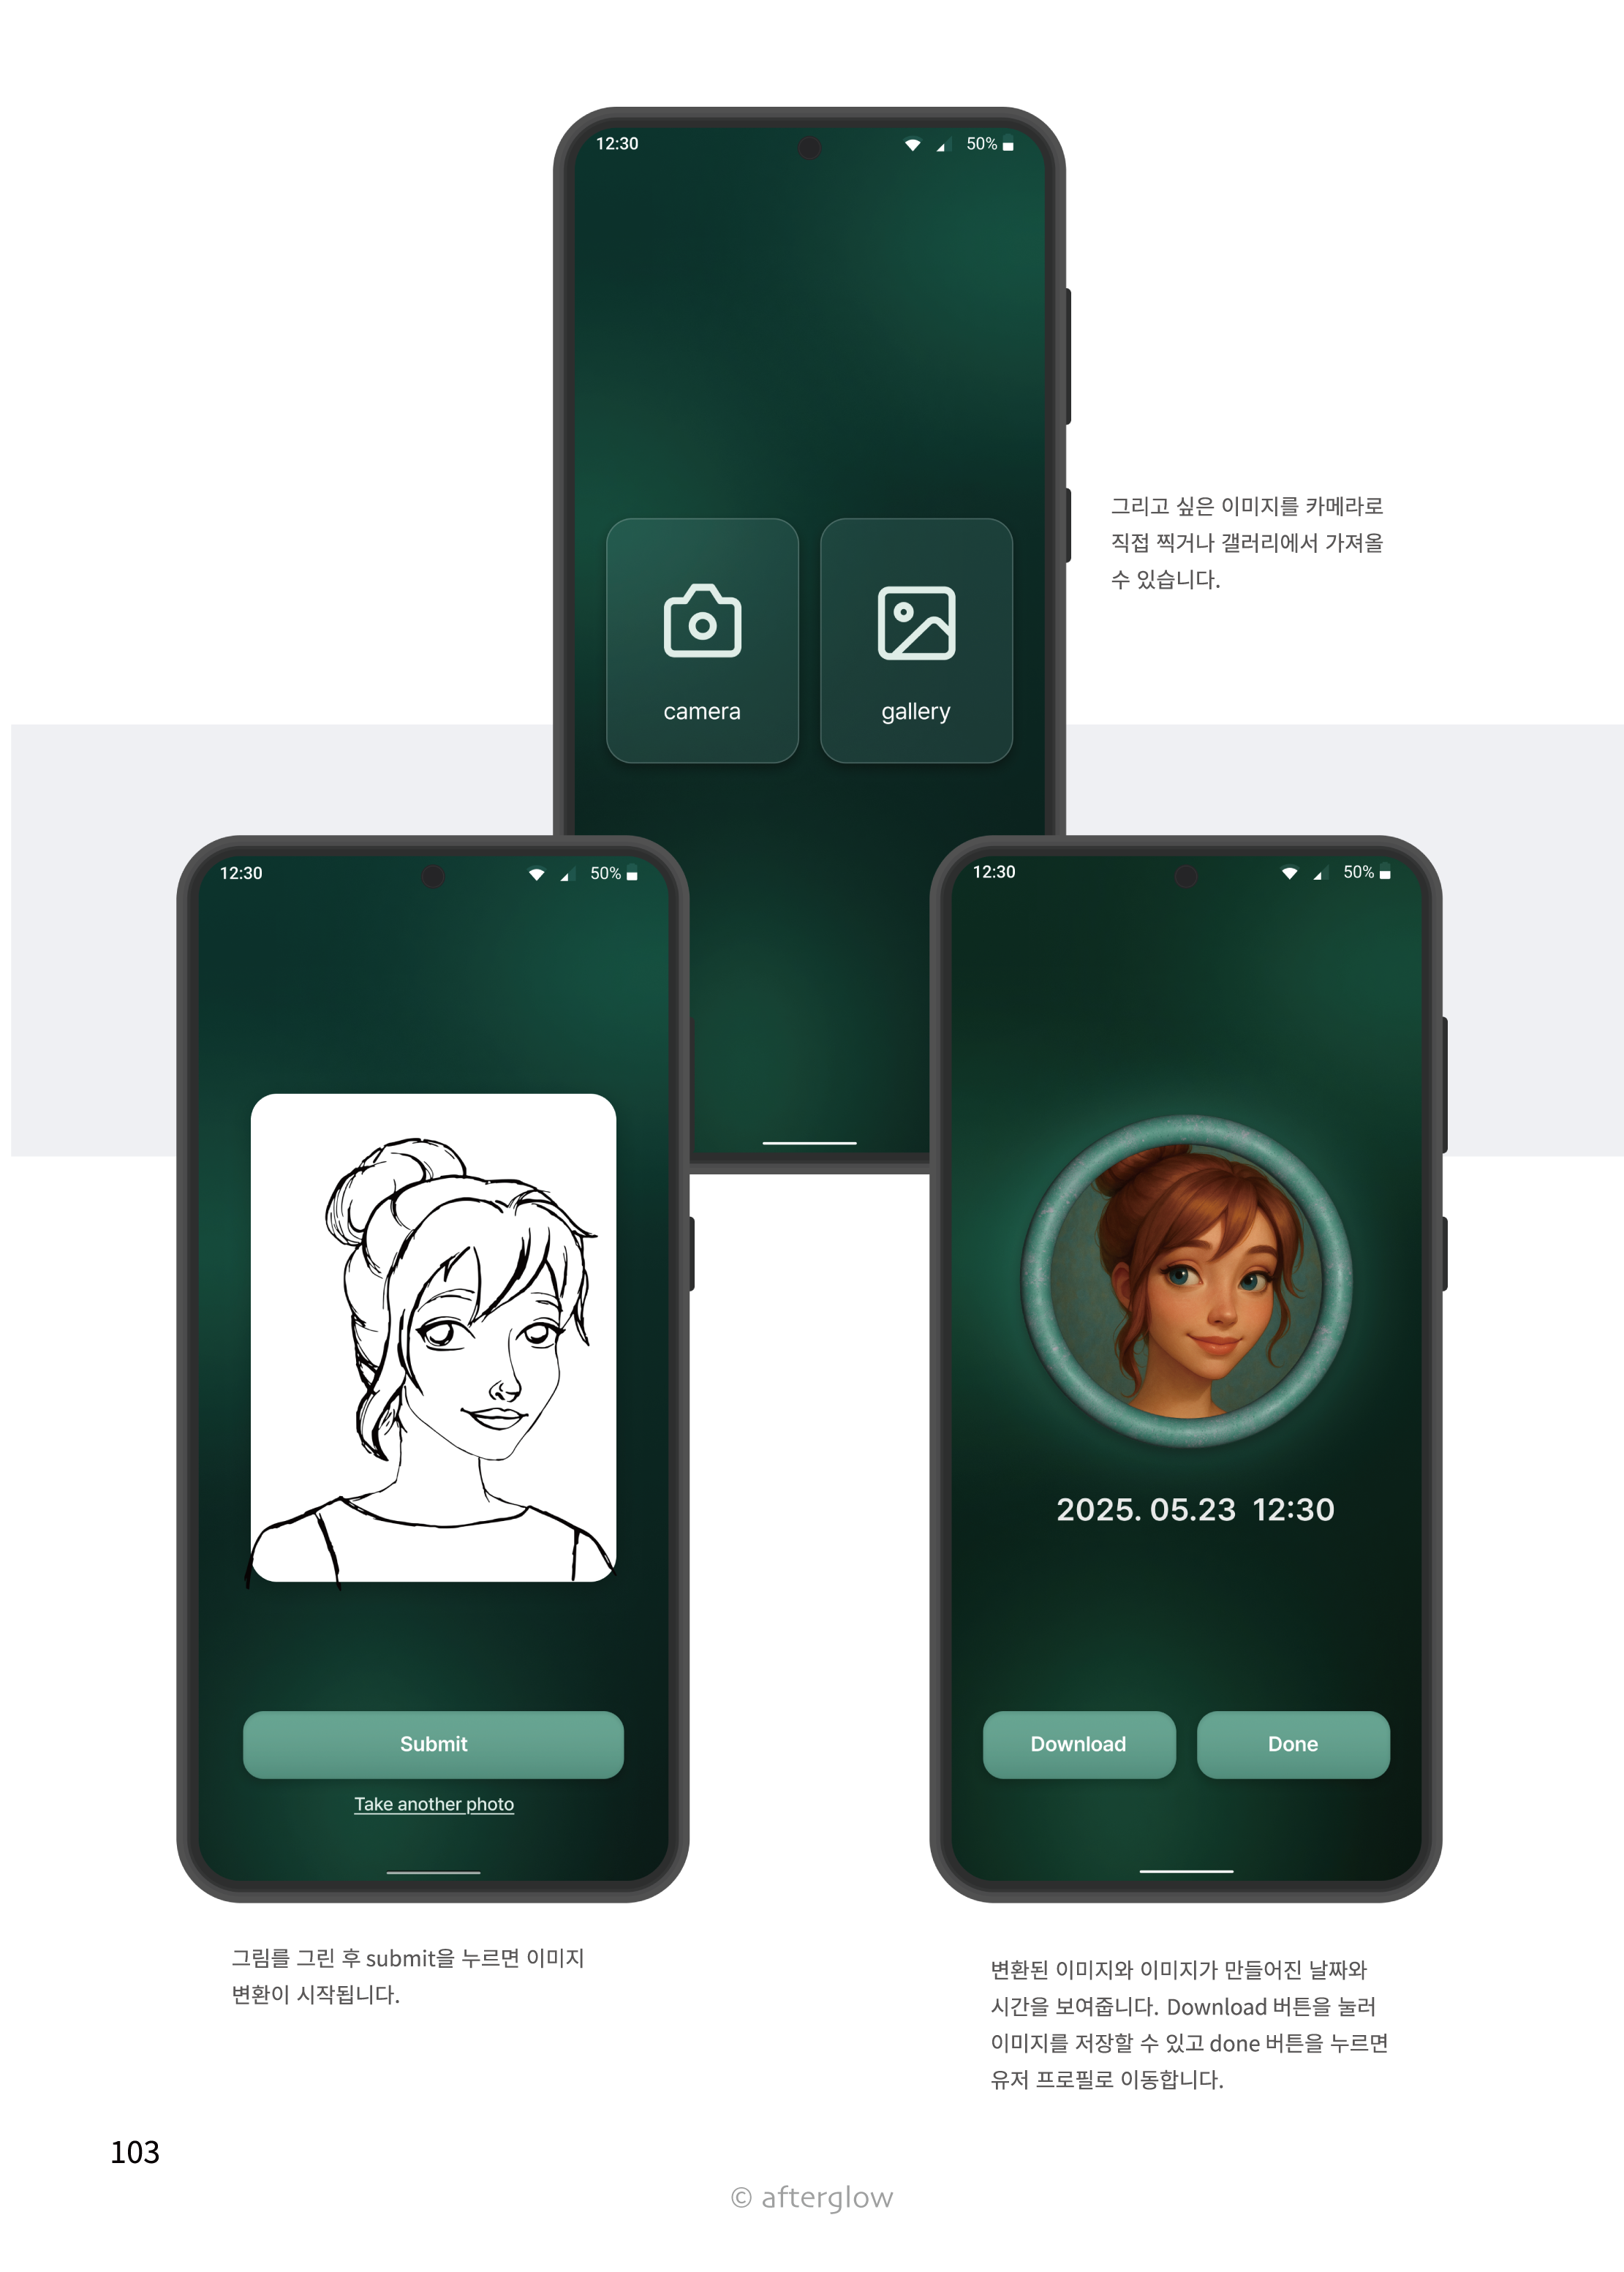 12:30
50%
camera
gallery
그리고 싶은 이미지를 카메라로
직접 찍거나 갤러리에서 가져올
수 있습니다.
12:30
50%
Submit
Take another photo
그림를 그린 후 submit을 누르면 이미지
변환이 시작됩니다.
12:30
50%
2025. 05.23 12:30
Download
Done
변환된 이미지와 이미지가 만들어진 날짜와
시간을 보여줍니다. Download 버튼을 눌러
이미지를 저장할 수 있고 done 버튼을 누르면
유저 프로필로 이동합니다.
103
© afterglow